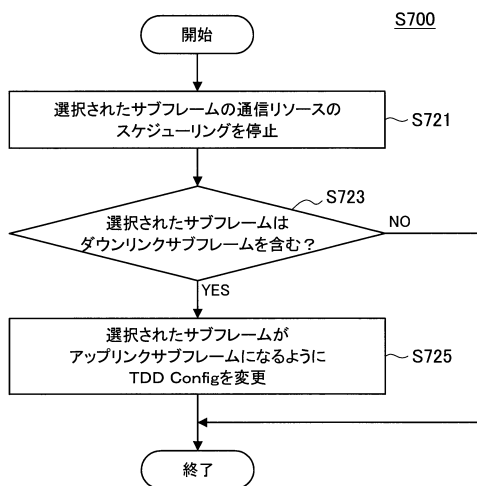 S700
開始
選択されたサブフレームの通信リソースの
スケジューリングを停止
S721
S723
選択されたサブフレームは
ダウンリンクサブフレームを含む？
NO
YES
選択されたサブフレームが
アップリンクサブフレームになるように
TDD Configを変更
S725
終了